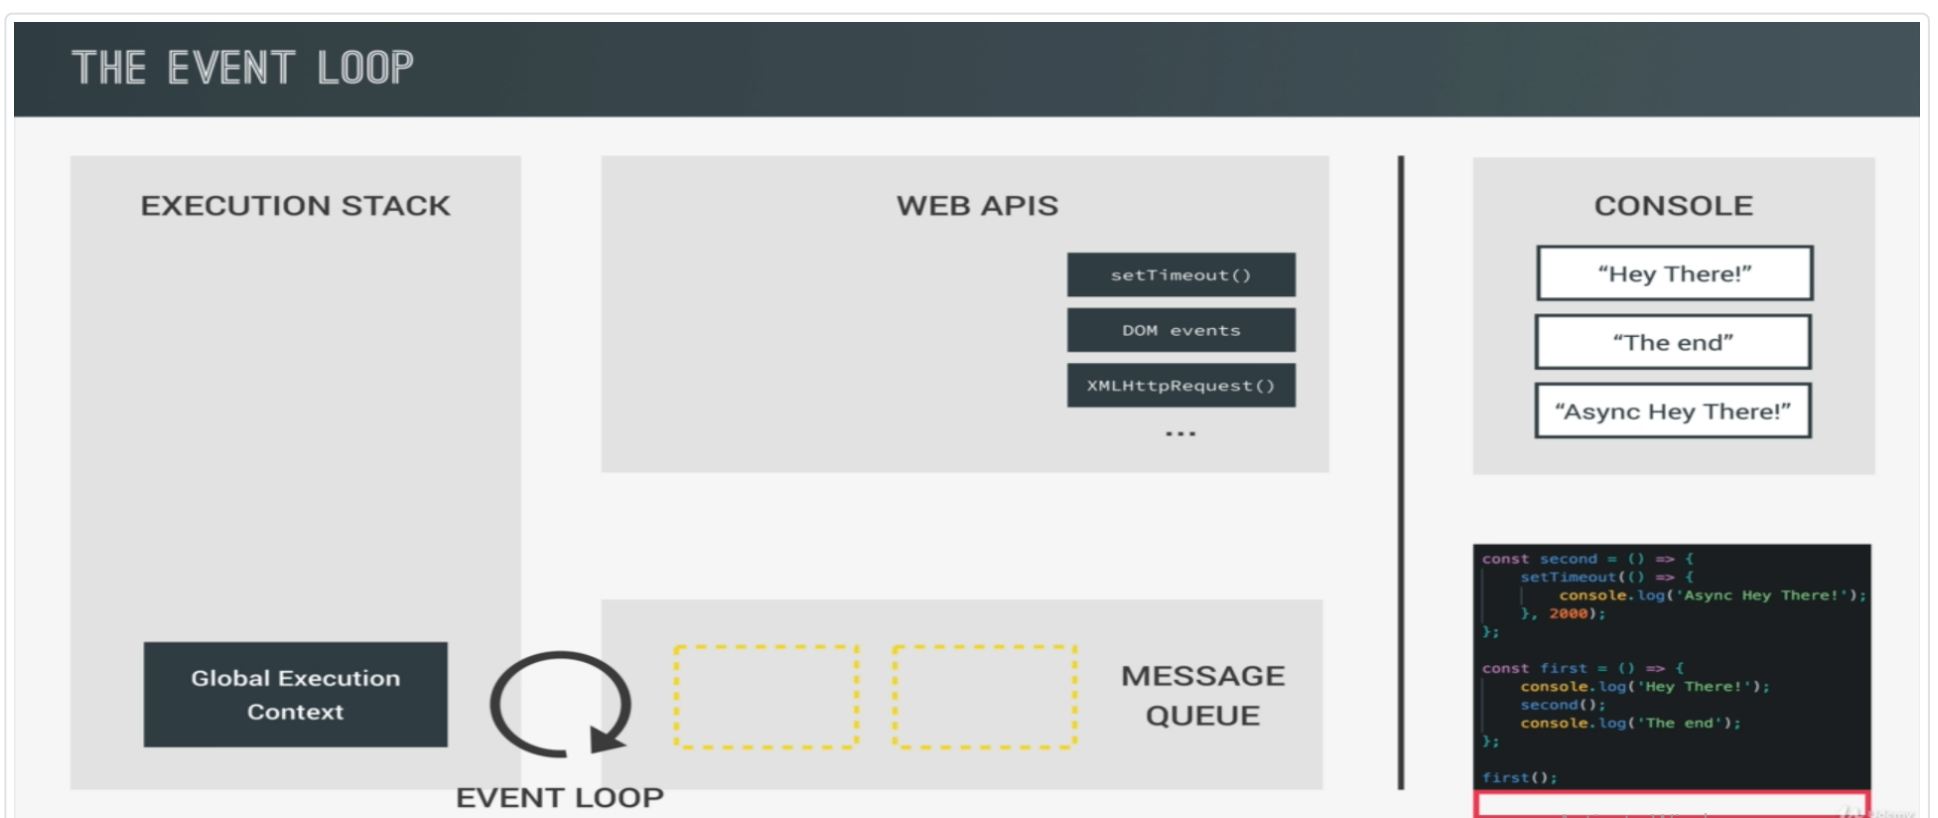 THE EVENT LOOP
EXECUTION STACK
Global Execution
Context
EVENT LOOP
WEB APIS
setTimeout()
DOM events
XMLHttpRequest()
...
MESSAGE
QUEUE
CONSOLE
“Hey There!”
“The end”
“Async Hey There!”
const second = () => {
    setTimeout(() => {
        console.log('Async Hey There!');
    }, 2000);
};
const first = () => {
    console.log('Hey There!');
    second();
    console.log('The end');
};
first();